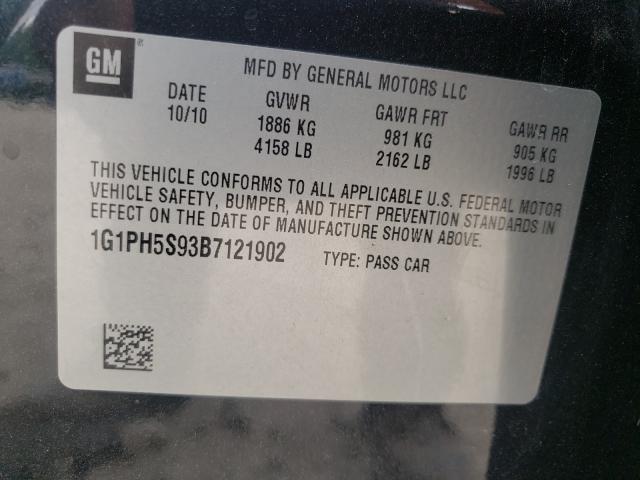 GM
®
MFD BY GENERAL MOTORS LLC
DATE GVWR GAWR FRT GAWR RR
10/10 1886 KG 981 KG 905 KG
4158 LB 2162 LB 1996 LB
THIS VEHICLE CONFORMS TO ALL APPLICABLE U.S. FEDERAL MOTOR
VEHICLE SAFETY, BUMPER, AND THEFT PREVENTION STANDARDS IN
EFFECT ON THE DATE OF MANUFACTURE SHOWN ABOVE.
1G1PH5S93B7121902 TYPE: PASS CAR